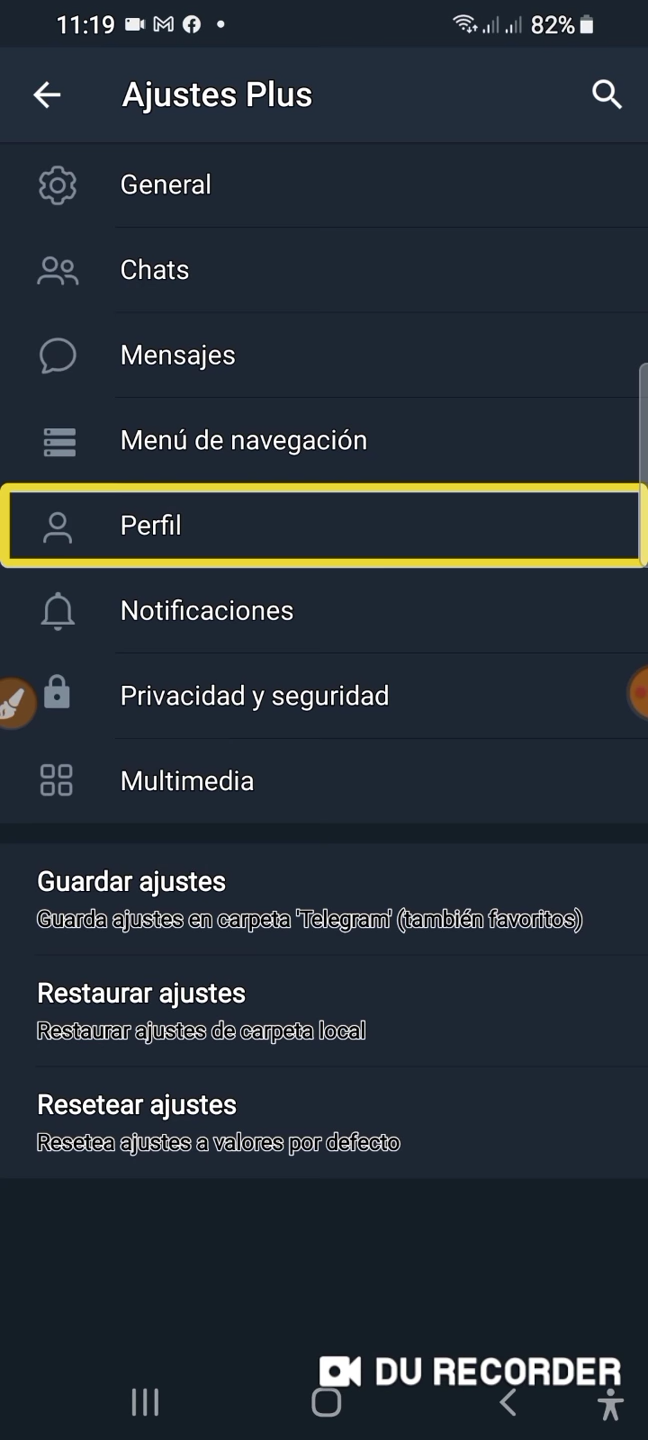 11:19
82%
Ajustes Plus
General
Chats
Mensajes
Menú de navegación
Perfil
Notificaciones
Privacidad y seguridad
Multimedia
Guardar ajustes
Guarda ajustes en carpeta 'Telegram' (también favoritos)
Restaurar ajustes
Restaurar ajustes de carpeta local
Resetear ajustes
Resetea ajustes a valores por defecto
DU RECORDER